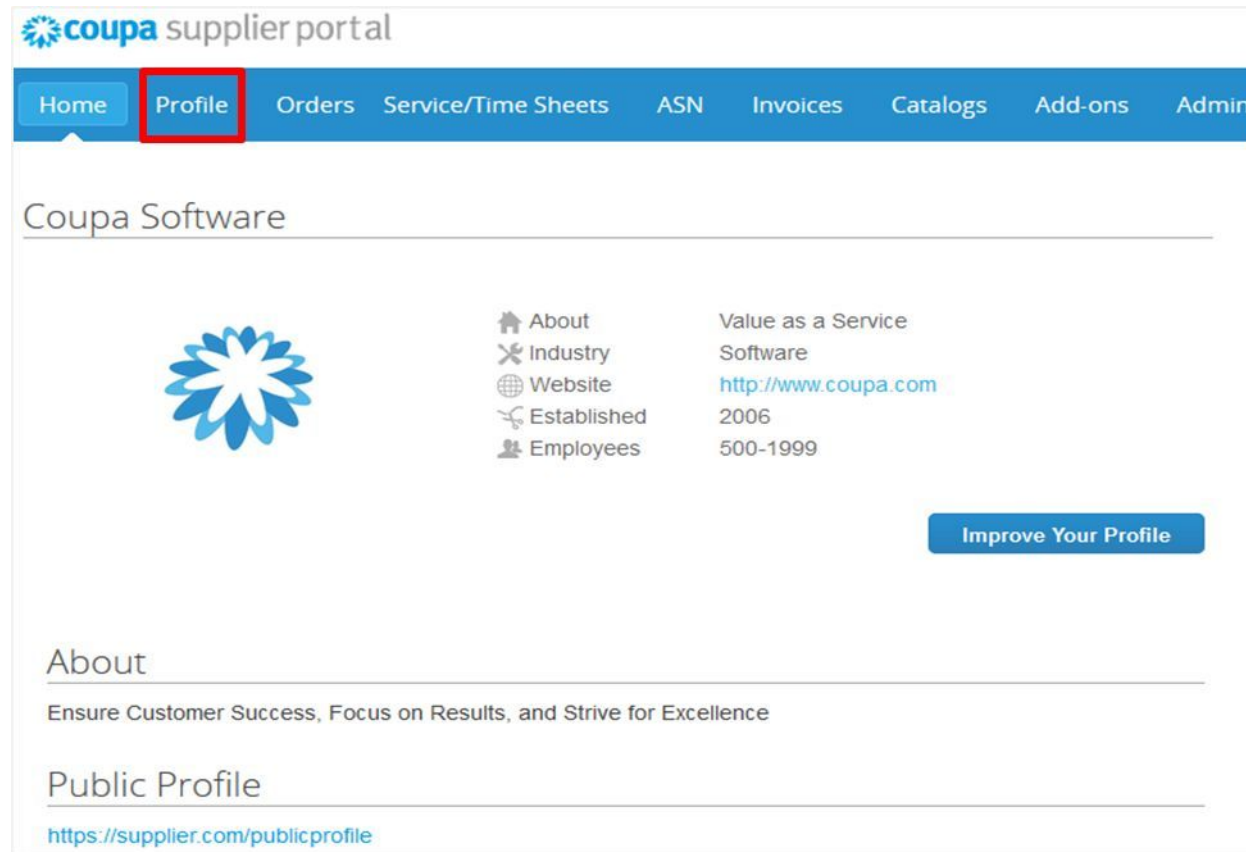 coupa supplier portal
Home Profile Orders Service/Time Sheets ASN Invoices Catalogs Add-ons Admin
Coupa Software
About Value as a Service
Industry Software
Website http://www.coupa.com
Established 2006
Employees 500-1999
Improve Your Profile
About
Ensure Customer Success, Focus on Results, and Strive for Excellence
Public Profile
https://supplier.com/publicprofile